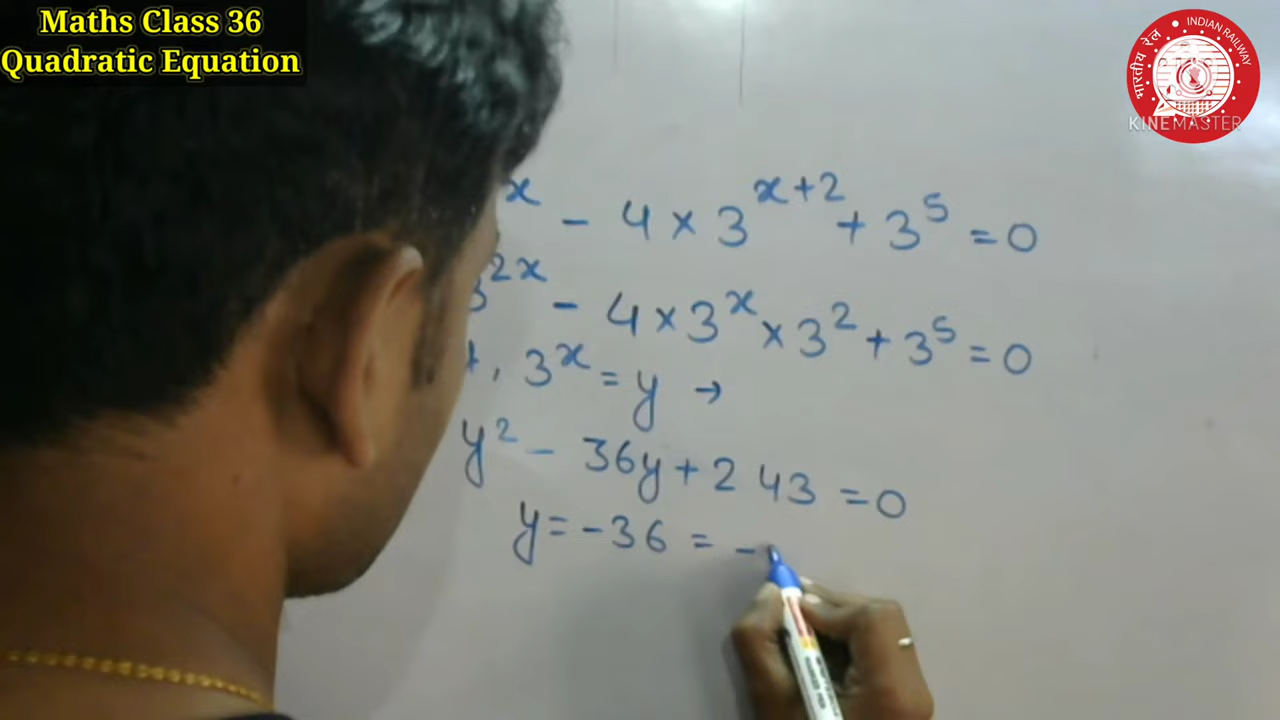 Maths Class 36
Quadratic Equation
भारतीय रेल INDIAN RAILWAY
KINEMASTER
x - 4 × 3^{x+2} + 3^5 = 0
3^{2x} - 4 × 3^x × 3^2 + 3^5 = 0
, 3^x = y →
y^2 - 36y + 243 = 0
y = -36 = -